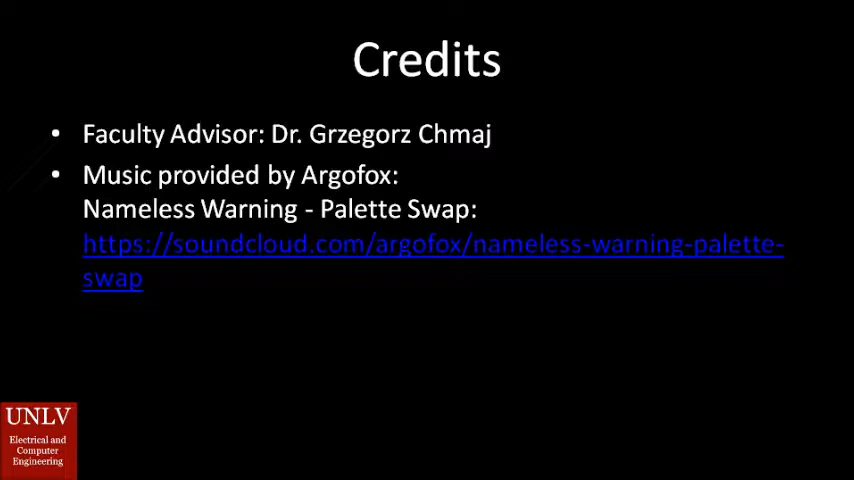 Credits
• Faculty Advisor: Dr. Grzegorz Chmaj
• Music provided by Argofox:
Nameless Warning - Palette Swap:
https://soundcloud.com/argofox/nameless-warning-palette-
swap
UNLV
Electrical and
Computer
Engineering